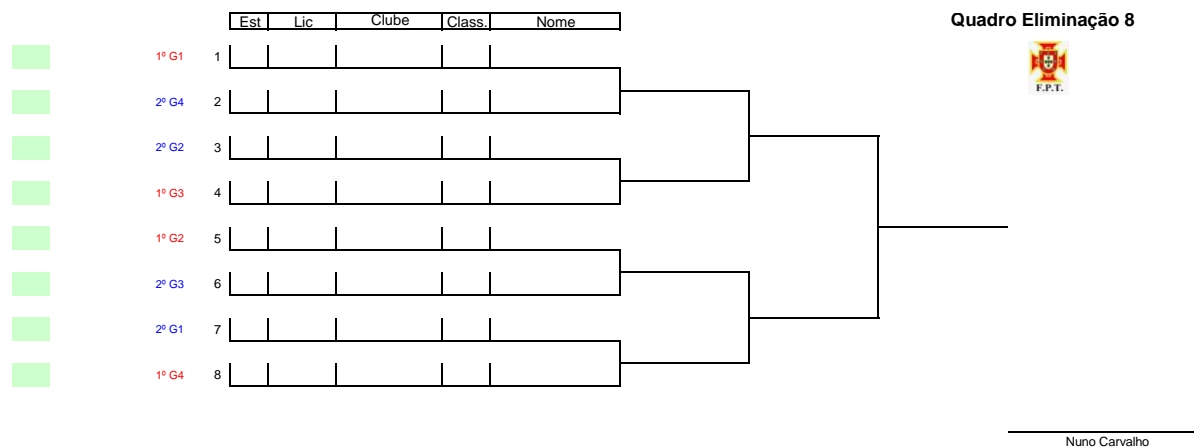 Est Lic Clube Class. Nome
Quadro Eliminação 8
F.P.T.
1º G1 1
2º G4 2
2º G2 3
1º G3 4
1º G2 5
2º G3 6
2º G1 7
1º G4 8
Nuno Carvalho